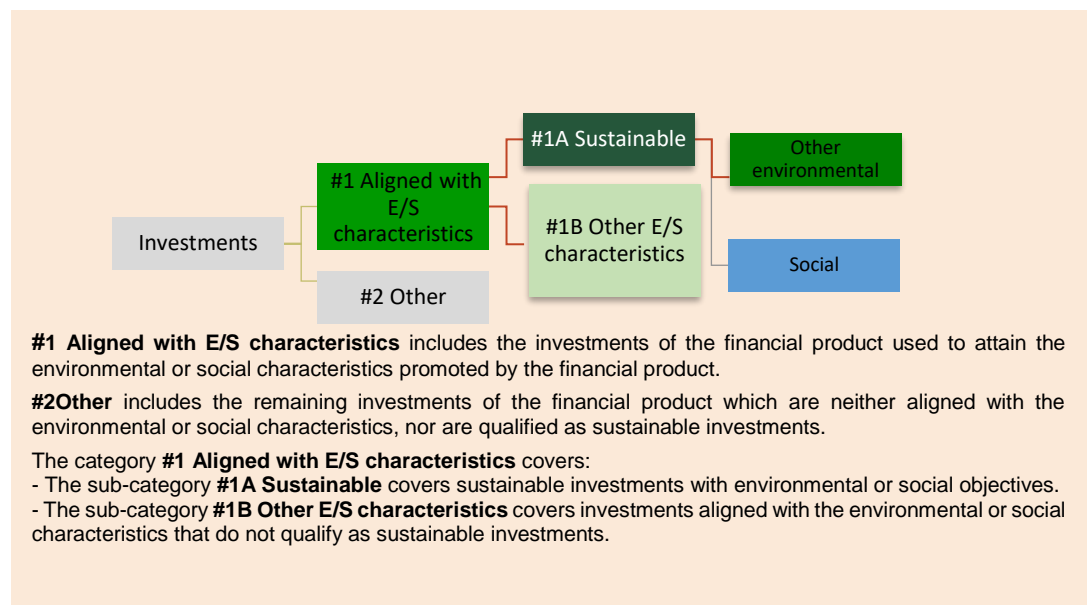 #1A Sustainable
Other
environmental
#1 Aligned with
E/S
characteristics
#1B Other E/S
characteristics
Investments
Social
#2 Other
#1 Aligned with E/S characteristics includes the investments of the financial product used to attain the
environmental or social characteristics promoted by the financial product.
#2Other includes the remaining investments of the financial product which are neither aligned with the
environmental or social characteristics, nor are qualified as sustainable investments.
The category #1 Aligned with E/S characteristics covers:
- The sub-category #1A Sustainable covers sustainable investments with environmental or social objectives.
- The sub-category #1B Other E/S characteristics covers investments aligned with the environmental or social
characteristics that do not qualify as sustainable investments.